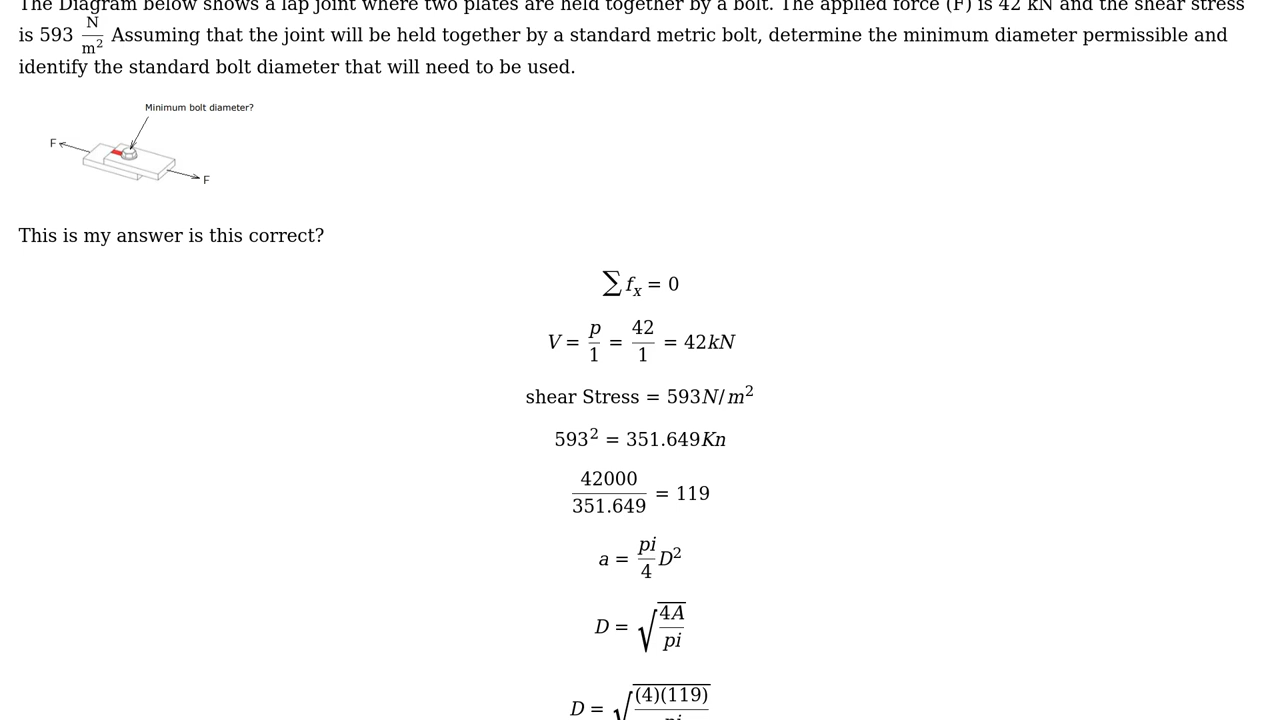 The Diagram below shows a lap joint where two plates are held together by a bolt. The applied force (F) is 42 kN and the shear stress
is 593 N/m² Assuming that the joint will be held together by a standard metric bolt, determine the minimum diameter permissible and
identify the standard bolt diameter that will need to be used.
Minimum bolt diameter?
F
F
This is my answer is this correct?
∑ fₓ = 0
V = p/1 = 42/1 = 42kN
shear Stress = 593N/m²
593² = 351.649Kn
42000/351.649 = 119
a = pi/4 D²
D = √(4A/pi)
D = √((4)(119)/pi)